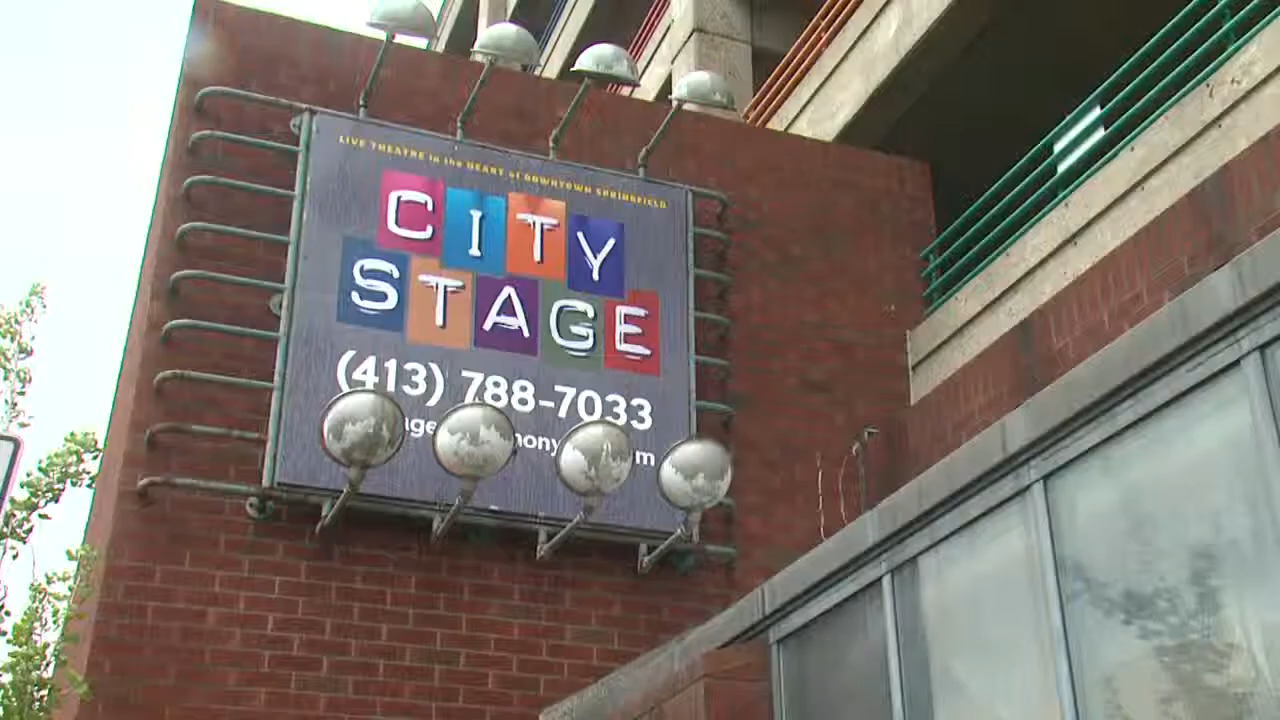 LIVE THEATRE in the HEART of DOWNTOWN SPRINGFIELD
CITY
STAGE
(413) 788-7033